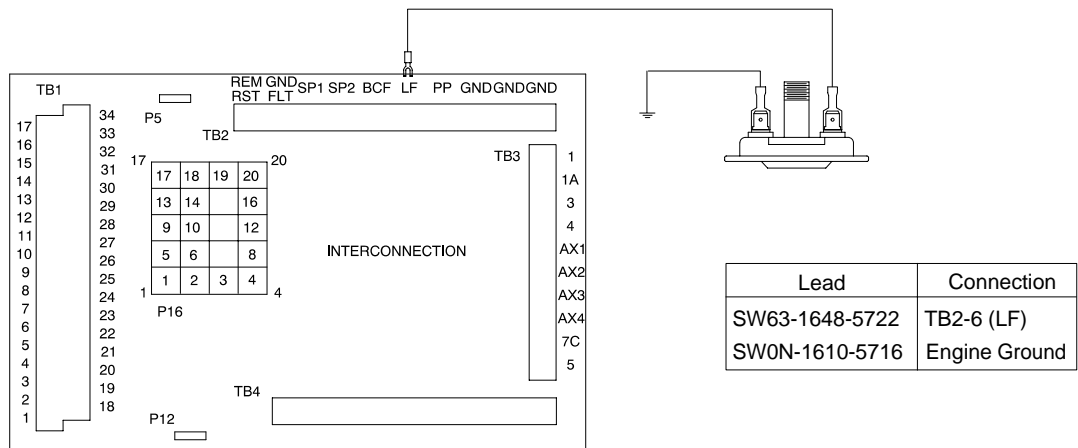 REM GND SP1 SP2 BCF LF PP GND GND GND
RST FLT
TB1
P5
TB2
TB3
34
33
32
31
30
29
28
27
26
25
24
23
22
21
20
19
18
17
16
15
14
13
12
11
10
9
8
7
6
5
4
3
2
1
17 20
17 18 19 20
13 14 16
9 10 12
5 6 8
1 2 3 4
1 4
P16
INTERCONNECTION
1
1A
3
4
AX1
AX2
AX3
AX4
7C
5
TB4
P12
Lead Connection
SW63-1648-5722 TB2-6 (LF)
SW0N-1610-5716 Engine Ground